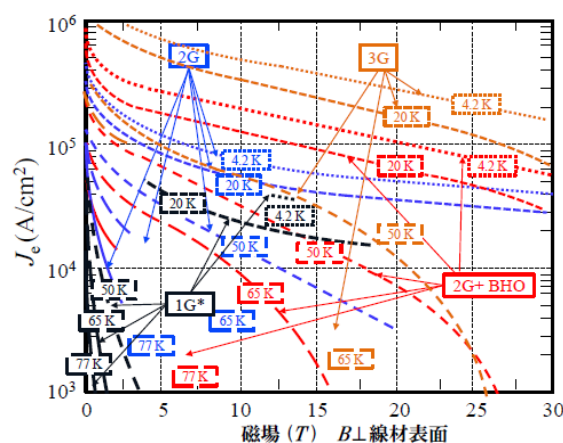 10⁶
10⁵
10⁴
10³
Jₑ (A/cm²)
2G
3G
4.2 K
20 K
4.2 K
20 K
20 K
4.2 K
20 K
4.2 K
50 K
50 K
50 K
2G+ BHO
50 K
1G*
65 K
65 K
65 K
77 K
65 K
77 K
77 K
0
5
10
15
20
25
30
磁場 (T) B⊥線材表面